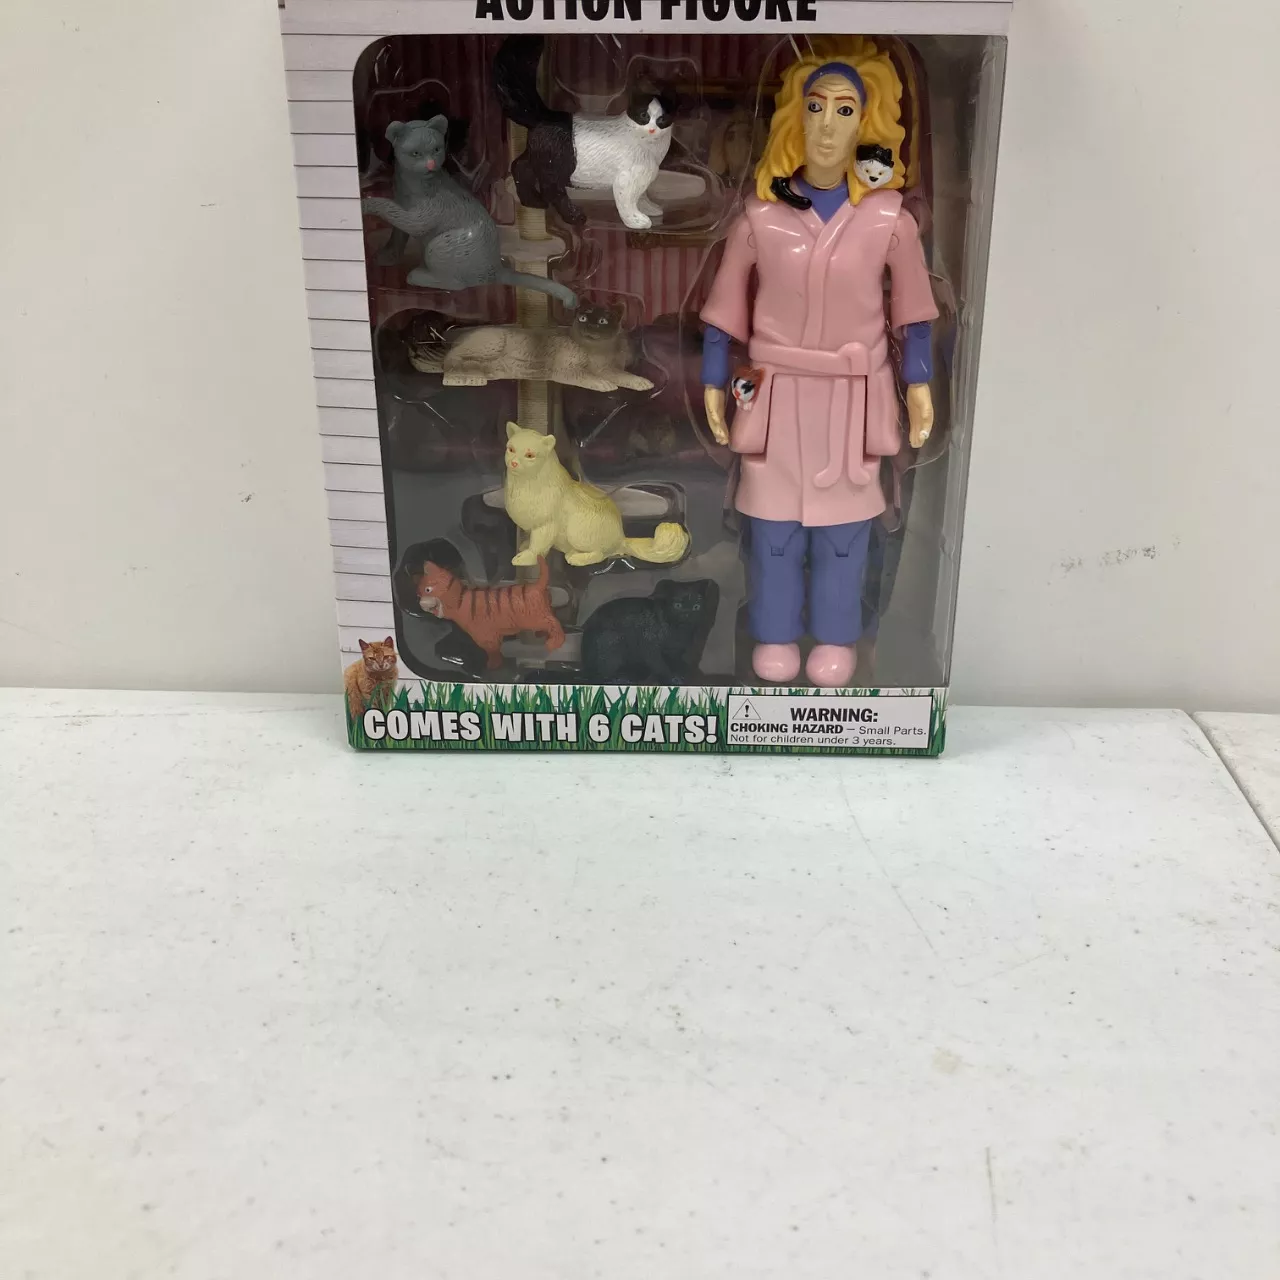 ACTION FIGURE
COMES WITH 6 CATS!
WARNING:
CHOKING HAZARD — Small Parts.
Not for children under 3 years.